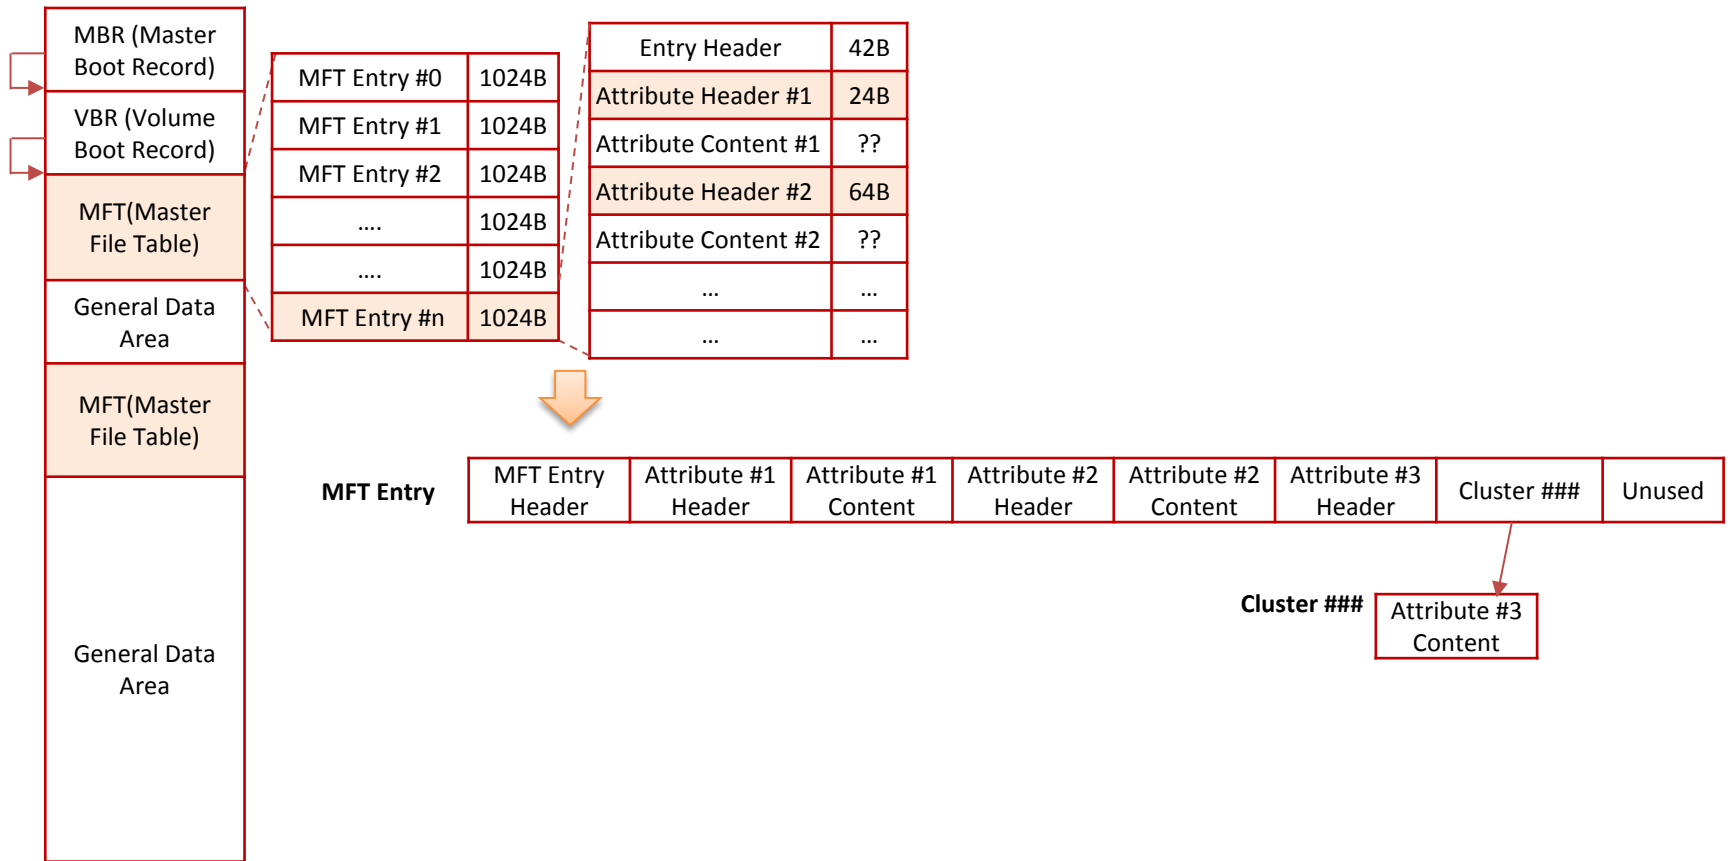 MBR (Master
Boot Record)
VBR (Volume
Boot Record)
MFT(Master
File Table)
General Data
Area
MFT(Master
File Table)
General Data
Area
MFT Entry #0 1024B
MFT Entry #1 1024B
MFT Entry #2 1024B
.... 1024B
.... 1024B
MFT Entry #n 1024B
Entry Header 42B
Attribute Header #1 24B
Attribute Content #1 ??
Attribute Header #2 64B
Attribute Content #2 ??
... ...
... ...
MFT Entry
MFT Entry
Header
Attribute #1
Header
Attribute #1
Content
Attribute #2
Header
Attribute #2
Content
Attribute #3
Header
Cluster ###
Unused
Cluster ###
Attribute #3
Content